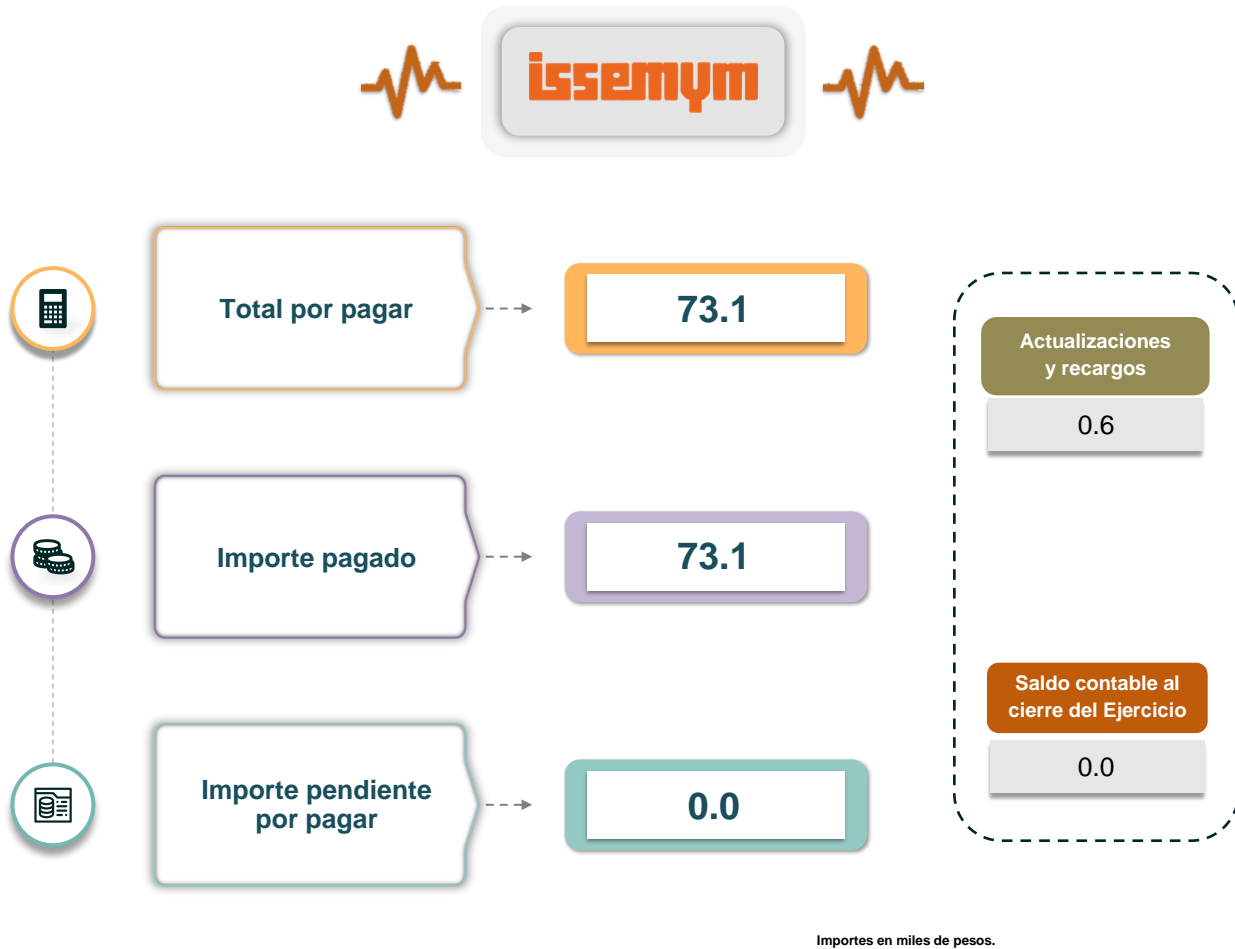 issemym
Total por pagar
73.1
Actualizaciones
y recargos
0.6
Importe pagado
73.1
Saldo contable al
cierre del Ejercicio
0.0
Importe pendiente
por pagar
0.0
Importes en miles de pesos.